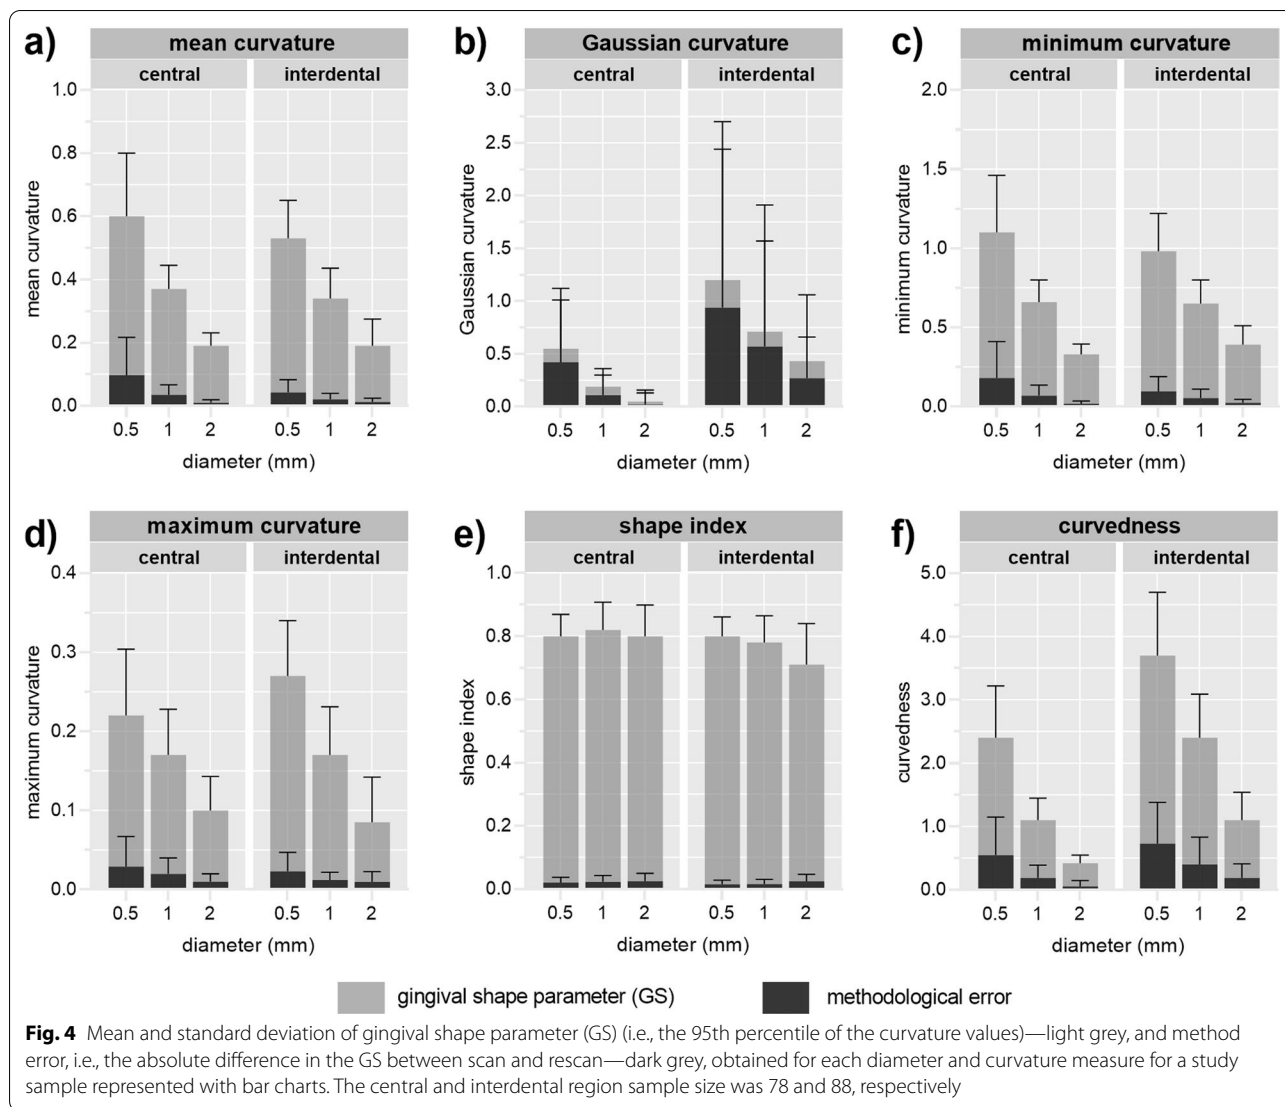 a) mean curvature
central interdental
mean curvature
1.0
0.8
0.6
0.4
0.2
0.0
0.5 1 2 0.5 1 2
diameter (mm)
b) Gaussian curvature
central interdental
Gaussian curvature
3.0
2.5
2.0
1.5
1.0
0.5
0.0
0.5 1 2 0.5 1 2
diameter (mm)
c) minimum curvature
central interdental
minimum curvature
2.0
1.5
1.0
0.5
0.0
0.5 1 2 0.5 1 2
diameter (mm)
d) maximum curvature
central interdental
maximum curvature
0.4
0.3
0.2
0.1
0.0
0.5 1 2 0.5 1 2
diameter (mm)
e) shape index
central interdental
shape index
1.0
0.8
0.6
0.4
0.2
0.0
0.5 1 2 0.5 1 2
diameter (mm)
f) curvedness
central interdental
curvedness
5.0
4.0
3.0
2.0
1.0
0.0
0.5 1 2 0.5 1 2
diameter (mm)
gingival shape parameter (GS) methodological error
Fig. 4 Mean and standard deviation of gingival shape parameter (GS) (i.e., the 95th percentile of the curvature values)—light grey, and method
error, i.e., the absolute difference in the GS between scan and rescan—dark grey, obtained for each diameter and curvature measure for a study
sample represented with bar charts. The central and interdental region sample size was 78 and 88, respectively